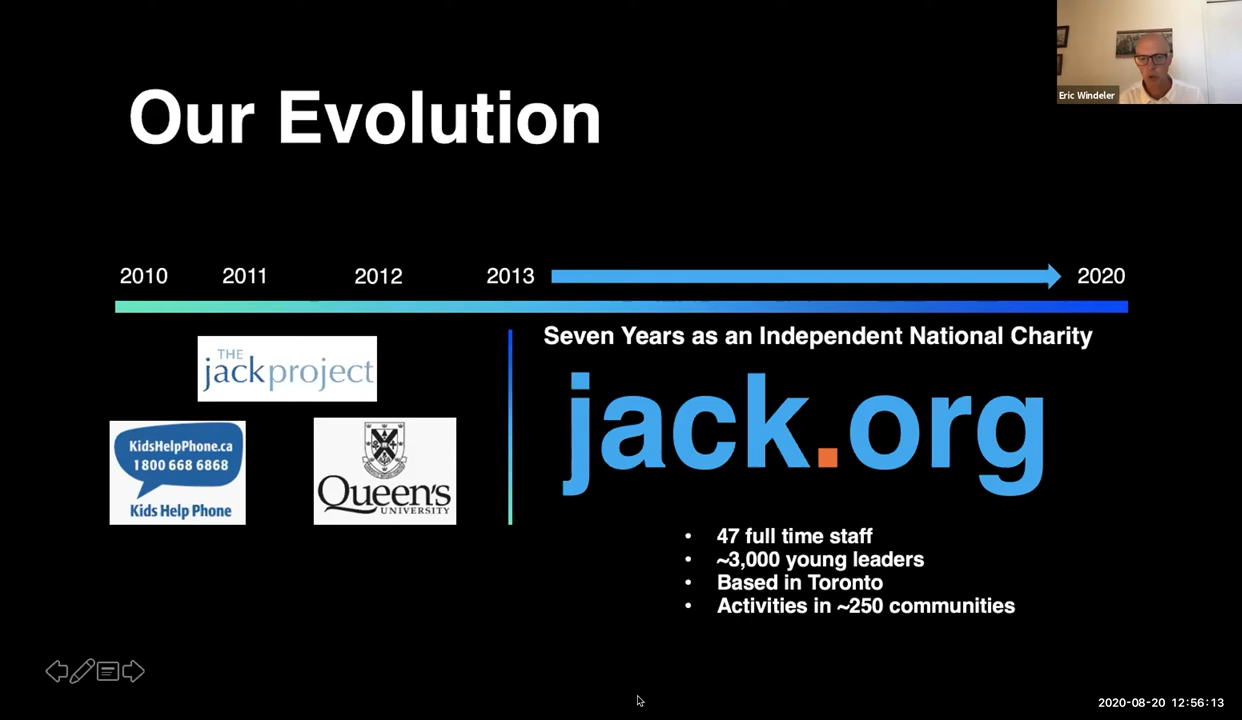 Our Evolution
Eric Windeler
2010 2011 2012 2013 2020
Seven Years as an Independent National Charity
THE
jackproject
KidsHelpPhone.ca
1800 668 6868
Kids Help Phone
Queen's
UNIVERSITY
jack.org
• 47 full time staff
• ~3,000 young leaders
• Based in Toronto
• Activities in ~250 communities
2020-08-20 12:56:13